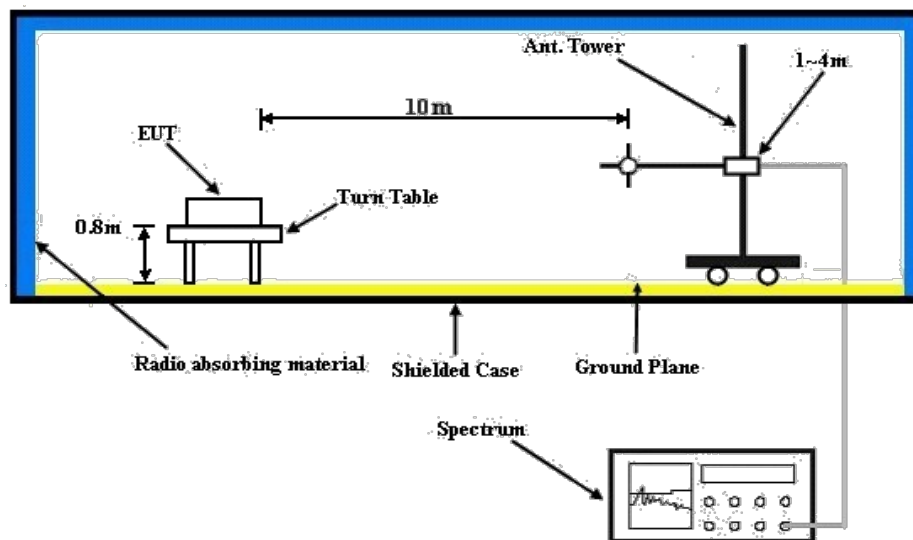 Ant. Tower
1~4m
10m
EUT
Turn Table
0.8m
Radio absorbing material
Shielded Case
Ground Plane
Spectrum